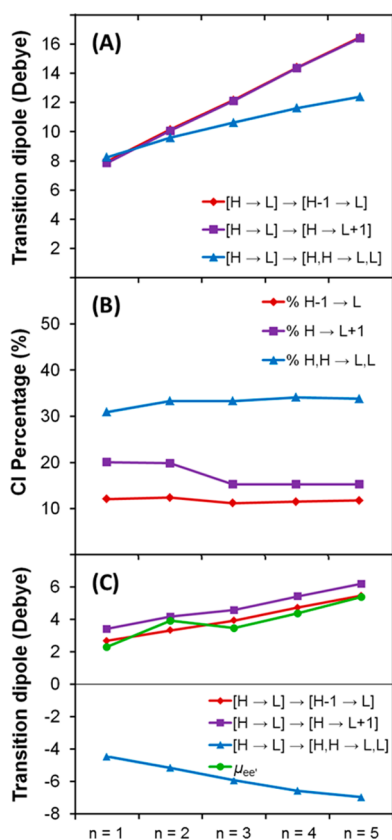 (A)
Transition dipole (Debye)
16
14
12
10
8
6
4
2
[H → L] → [H-1 → L]
[H → L] → [H → L+1]
[H → L] → [H,H → L,L]
(B)
CI Percentage (%)
50
40
30
20
10
% H-1 → L
% H → L+1
% H,H → L,L
(C)
Transition dipole (Debye)
6
4
2
0
-2
-4
-6
-8
[H → L] → [H-1 → L]
[H → L] → [H → L+1]
[H → L] → [H,H → L,L]
μee'
n = 1 n = 2 n = 3 n = 4 n = 5